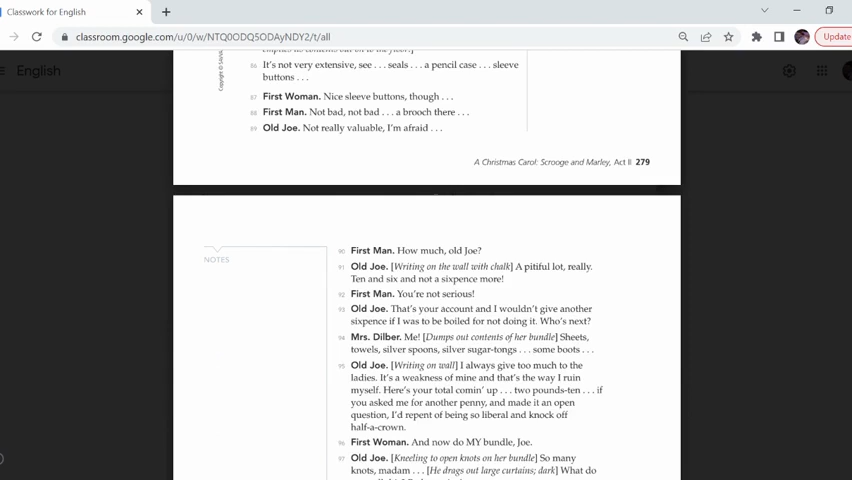 Classwork for English
classroom.google.com/u/0/w/NTQ0ODQ5ODAyNDY2/t/all
Update
English
Copyright ©
86 It's not very extensive, see . . . seals . . . a pencil case . . . sleeve
buttons . . .
87 First Woman. Nice sleeve buttons, though . . .
88 First Man. Not bad, not bad . . . a brooch there . . .
89 Old Joe. Not really valuable, I'm afraid . . .
A Christmas Carol: Scrooge and Marley, Act II 279
NOTES
90 First Man. How much, old Joe?
91 Old Joe. [Writing on the wall with chalk] A pitiful lot, really.
Ten and six and not a sixpence more!
92 First Man. You're not serious!
93 Old Joe. That's your account and I wouldn't give another
sixpence if I was to be boiled for not doing it. Who's next?
94 Mrs. Dilber. Me! [Dumps out contents of her bundle] Sheets,
towels, silver spoons, silver sugar-tongs . . . some boots . . .
95 Old Joe. [Writing on wall] I always give too much to the
ladies. It's a weakness of mine and that's the way I ruin
myself. Here's your total comin' up . . . two pounds-ten . . . if
you asked me for another penny, and made it an open
question, I'd repent of being so liberal and knock off
half-a-crown.
96 First Woman. And now do MY bundle, Joe.
97 Old Joe. [Kneeling to open knots on her bundle] So many
knots, madam . . . [He drags out large curtains; dark] What do